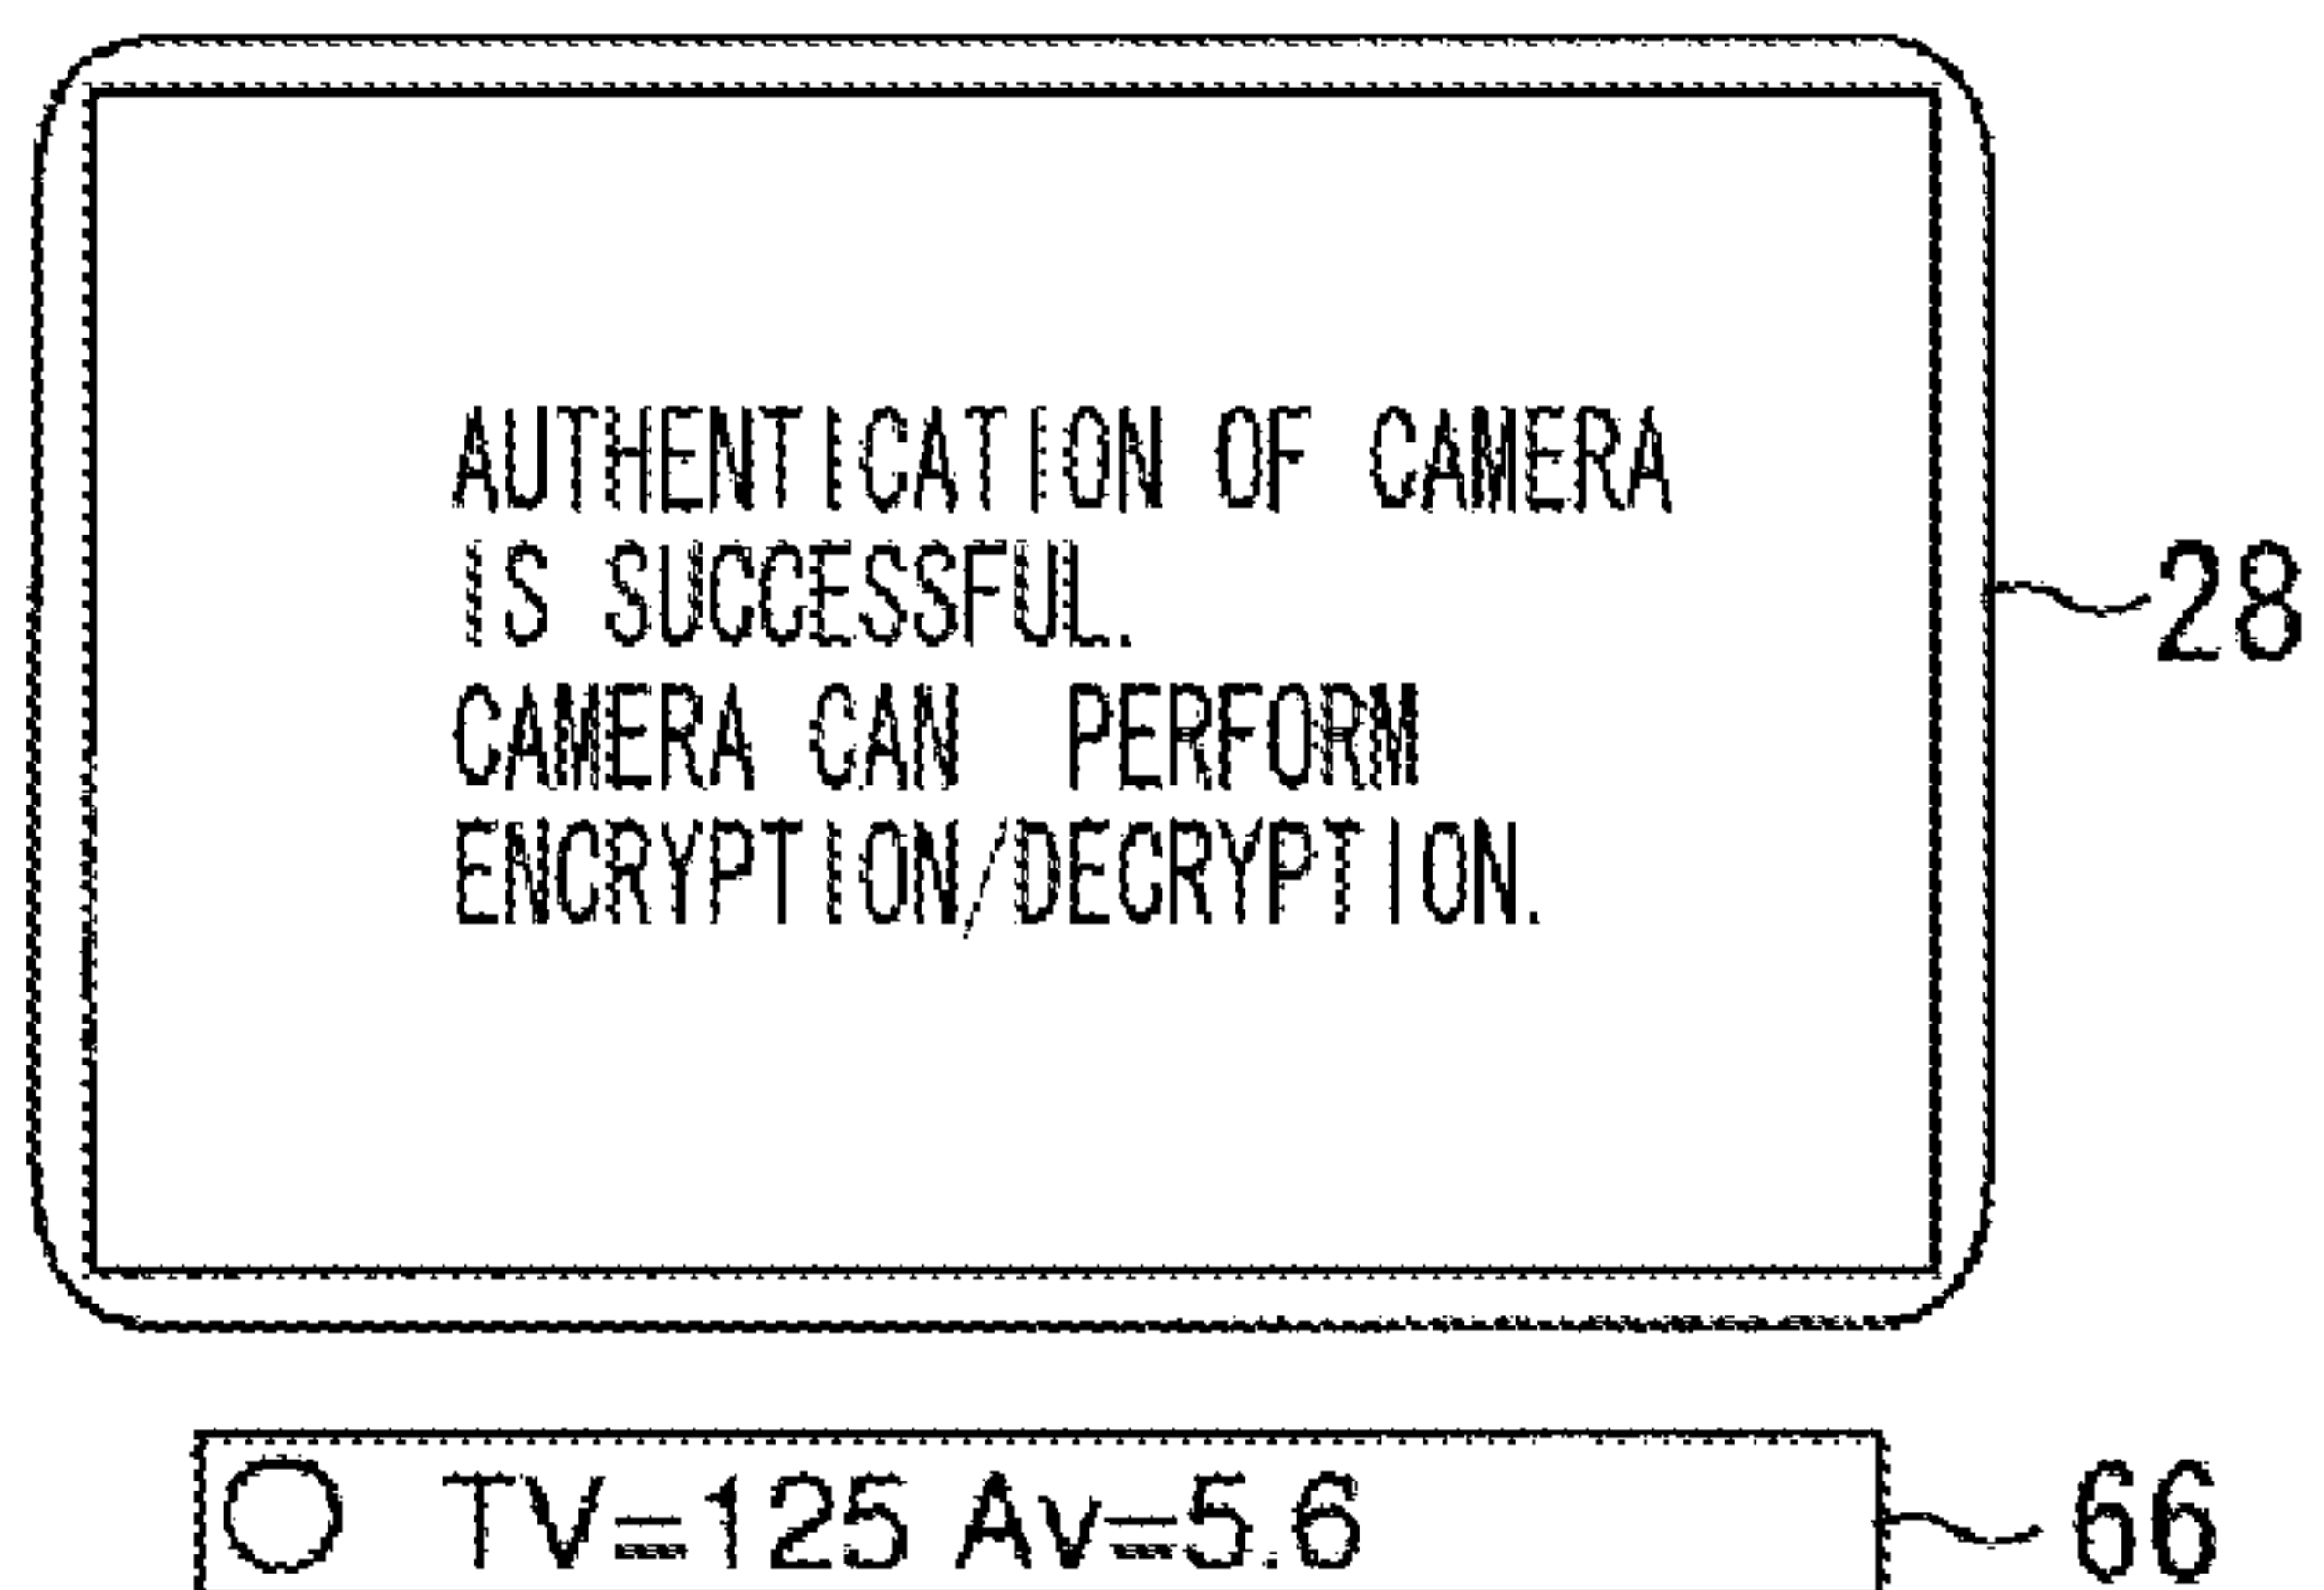 AUTHENTICATION OF CAMERA
IS SUCCESSFUL.
CAMERA CAN PERFORM
ENCRYPTION/DECRYPTION.
28
TV=125 Av=5.6
66